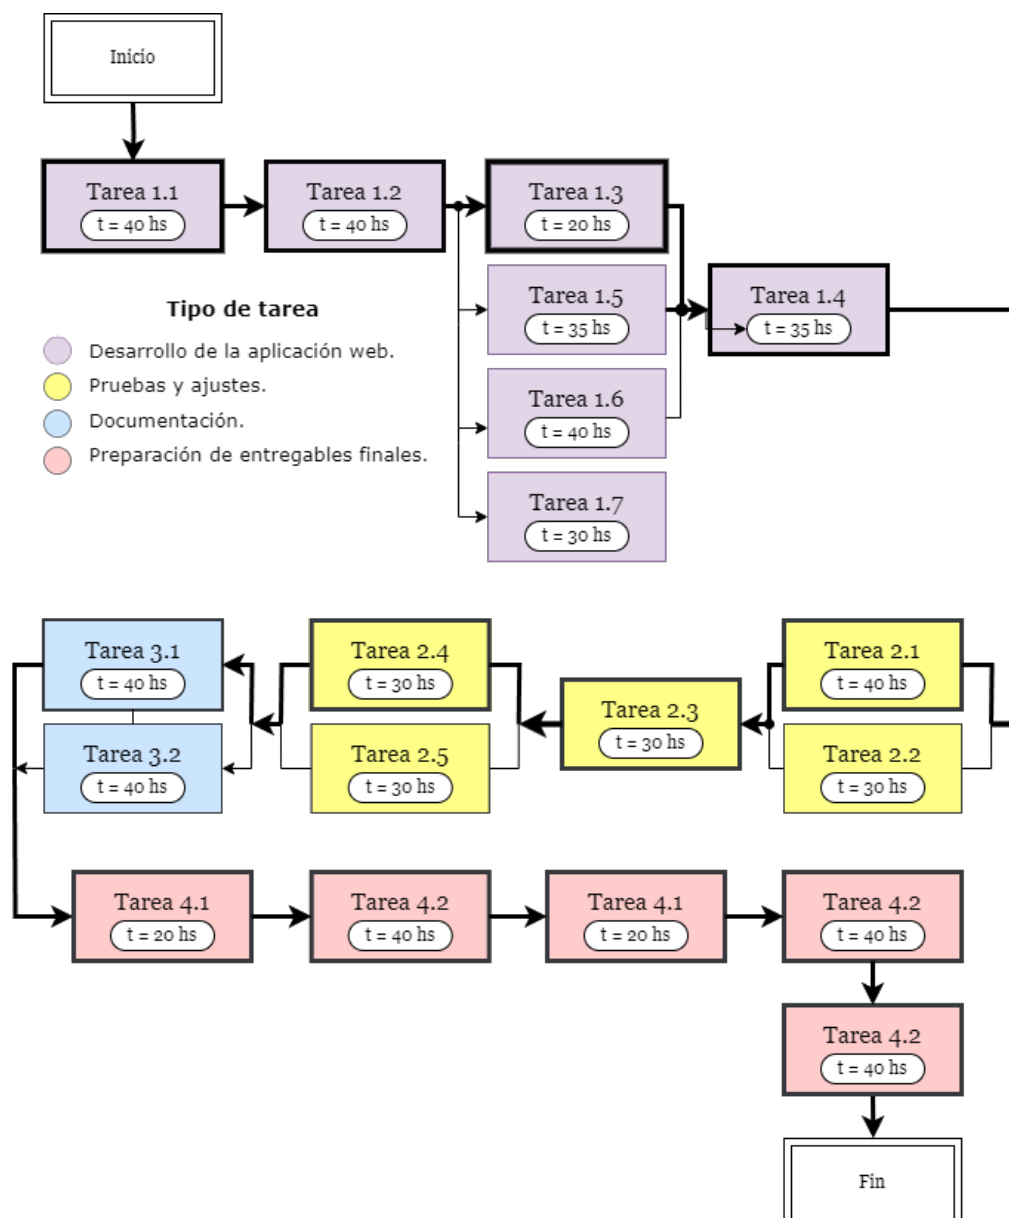 Inicio
Tarea 1.1
t = 40 hs
Tarea 1.2
t = 40 hs
Tarea 1.3
t = 20 hs
Tarea 1.5
t = 35 hs
Tarea 1.4
t = 35 hs
Tarea 1.6
t = 40 hs
Tarea 1.7
t = 30 hs
Tipo de tarea
Desarrollo de la aplicación web.
Pruebas y ajustes.
Documentación.
Preparación de entregables finales.
Tarea 3.1
t = 40 hs
Tarea 2.4
t = 30 hs
Tarea 2.1
t = 40 hs
Tarea 2.3
t = 30 hs
Tarea 3.2
t = 40 hs
Tarea 2.5
t = 30 hs
Tarea 2.2
t = 30 hs
Tarea 4.1
t = 20 hs
Tarea 4.2
t = 40 hs
Tarea 4.1
t = 20 hs
Tarea 4.2
t = 40 hs
Tarea 4.2
t = 40 hs
Fin